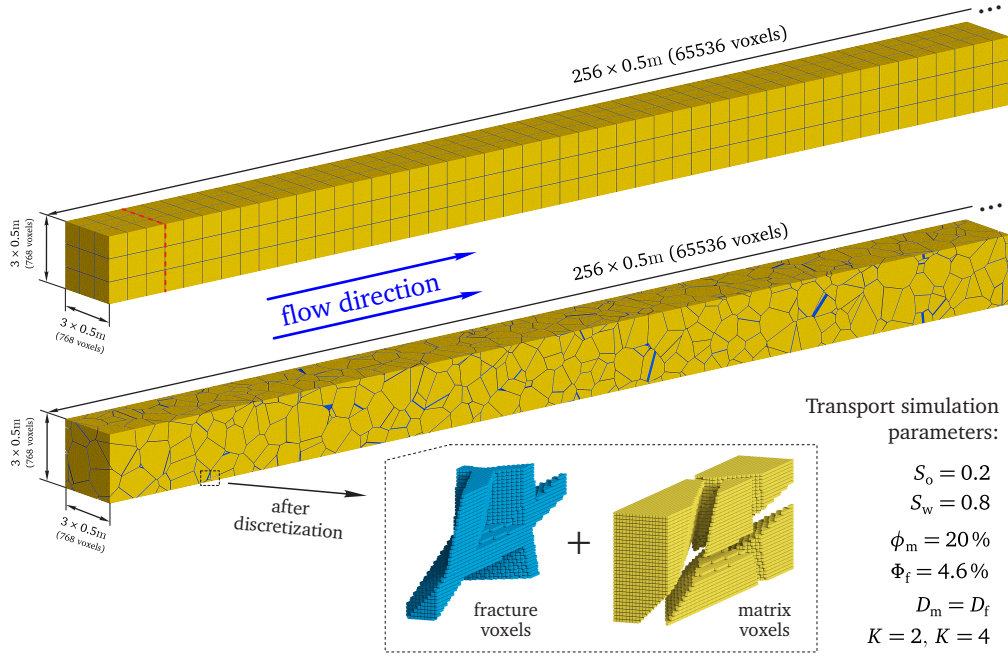 256 × 0.5m (65536 voxels)
...
3 × 0.5m
(768 voxels)
3 × 0.5m
(768 voxels)
flow direction
256 × 0.5m (65536 voxels)
...
3 × 0.5m
(768 voxels)
3 × 0.5m
(768 voxels)
after
discretization
+
fracture
voxels
matrix
voxels
Transport simulation
parameters:
Sₒ = 0.2
S_w = 0.8
ϕ_m = 20 %
Φ_f = 4.6 %
D_m = D_f
K = 2, K = 4